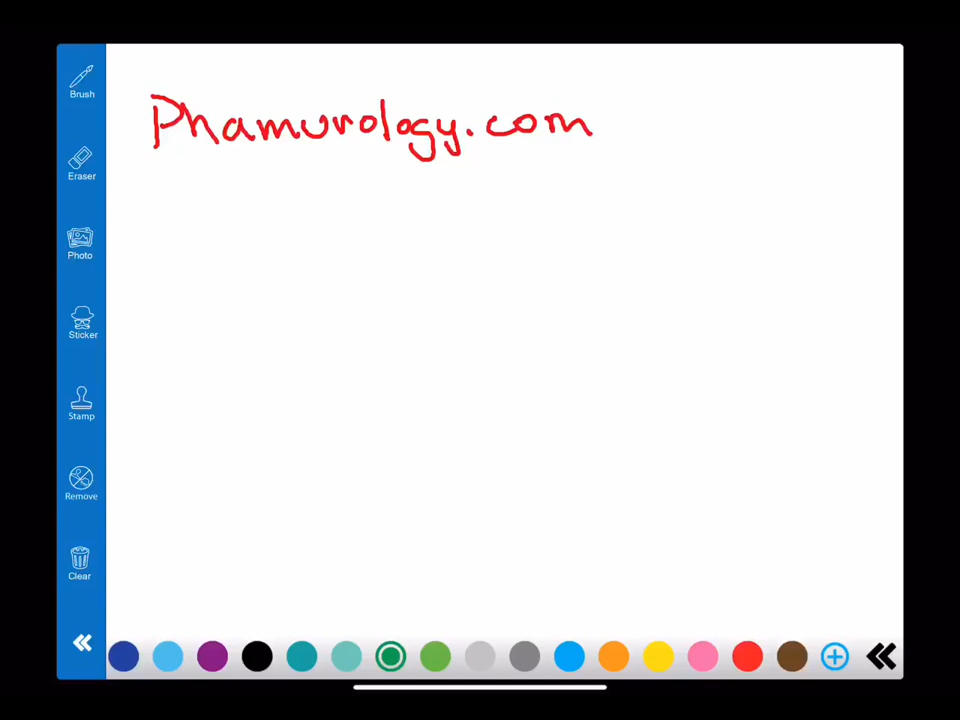 Phamurology.com
Brush
Eraser
Photo
Sticker
Stamp
Remove
Clear